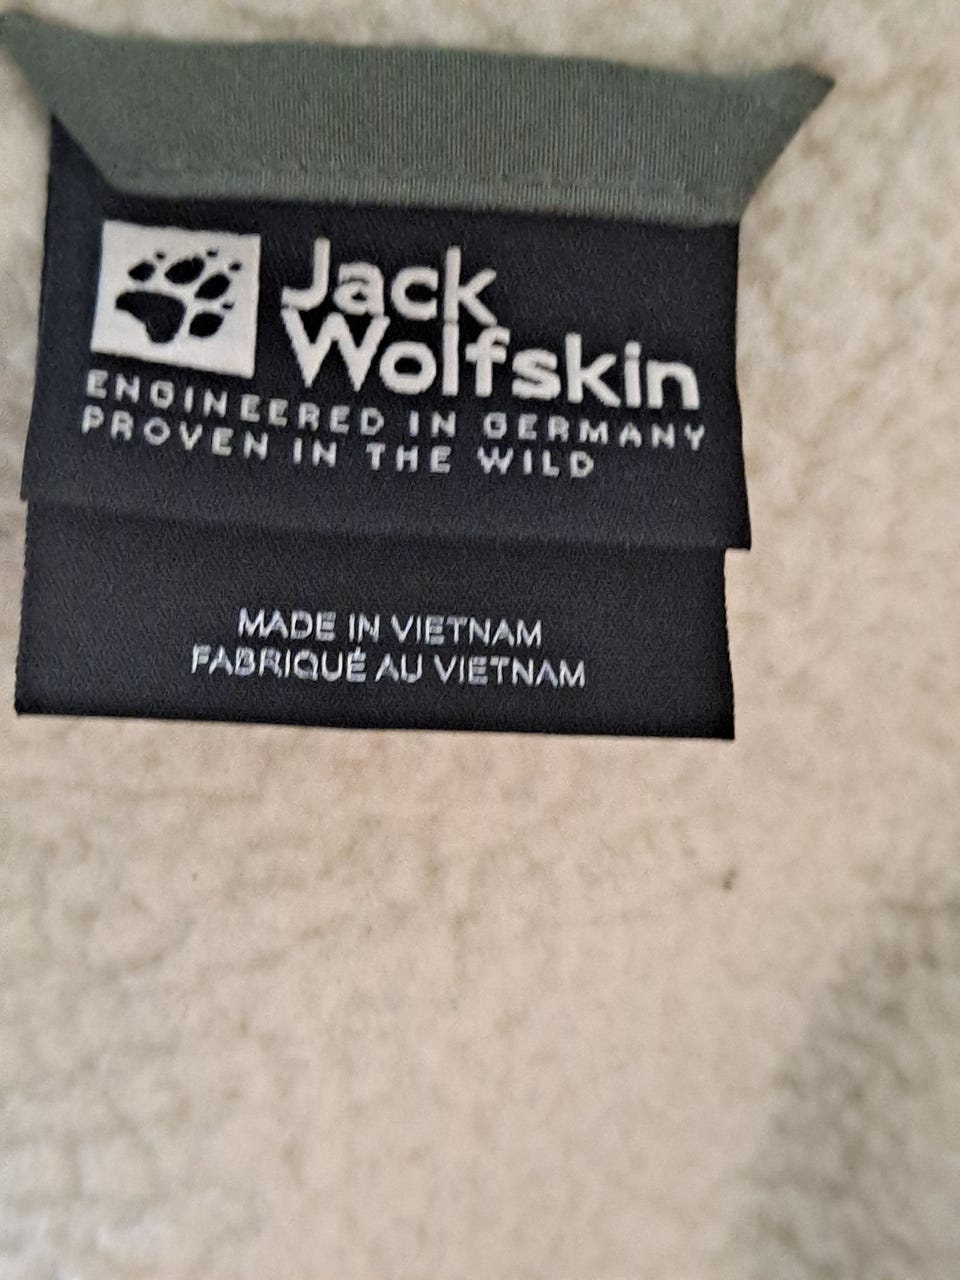 Jack
Wolfskin
ENGINEERED IN GERMANY
PROVEN IN THE WILD
MADE IN VIETNAM
FABRIQUÉ AU VIETNAM